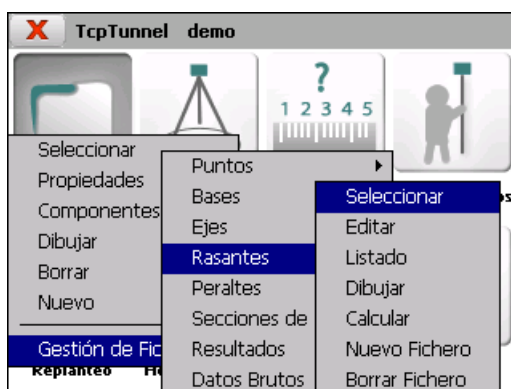 X TcpTunnel demo
?
1 2 3 4 5
Seleccionar
Propiedades
Componentes
Dibujar
Borrar
Nuevo
Gestión de Fic
Replanteo
Puntos
Bases
Ejes
Rasantes
Peraltes
Secciones de
Resultados
Datos Brutos
Seleccionar
Editar
Listado
Dibujar
Calcular
Nuevo Fichero
Borrar Fichero